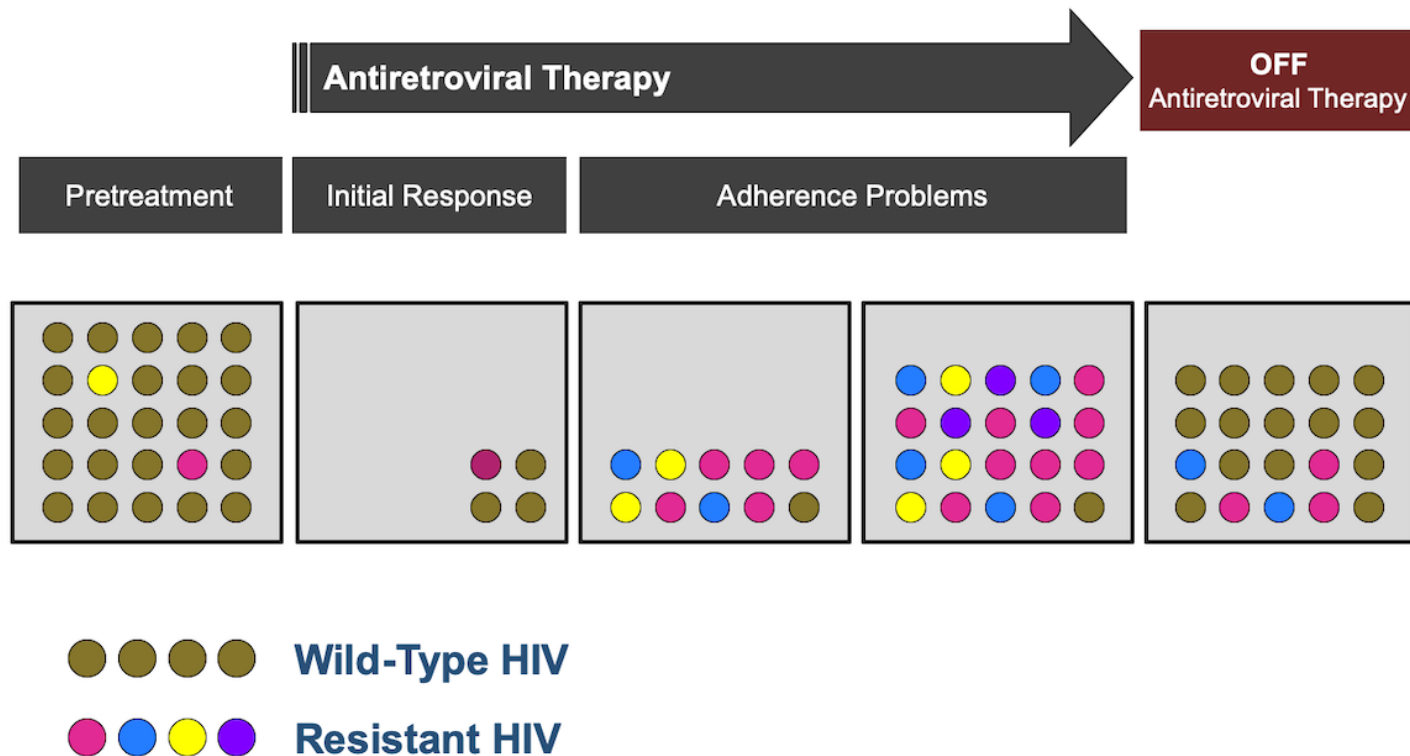 Antiretroviral Therapy
OFF
Antiretroviral Therapy
Pretreatment
Initial Response
Adherence Problems
Wild-Type HIV
Resistant HIV